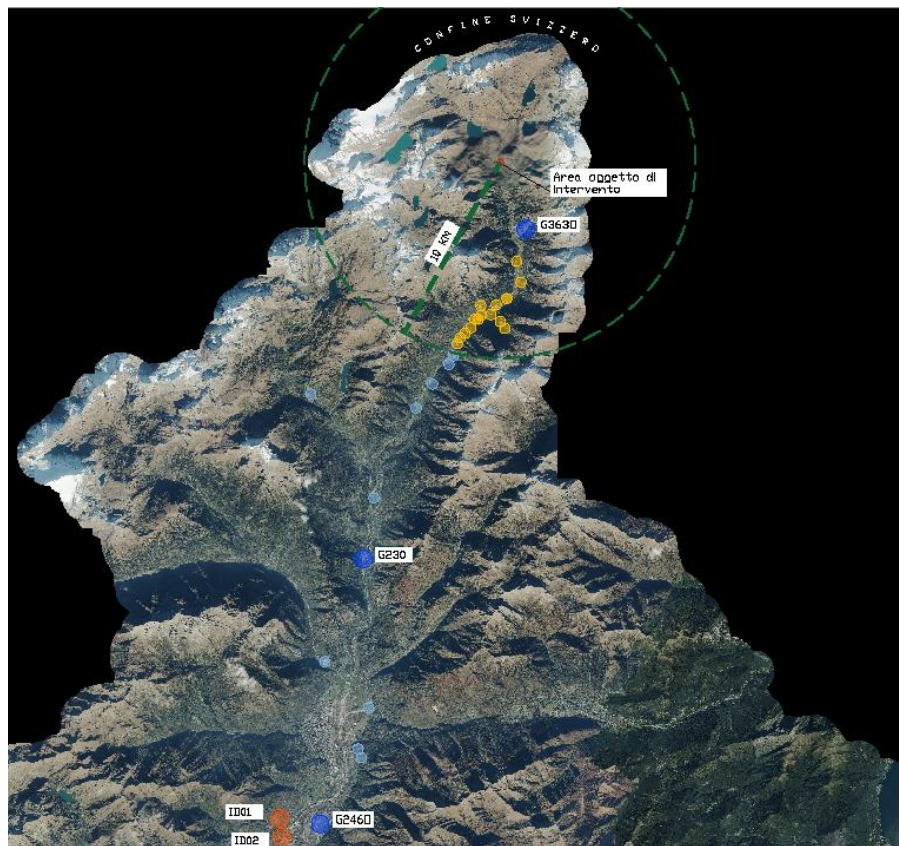 CONFINE SVIZZERO
Area oggetto di
Intervento
G3630
10 KM
G230
ID01
G2460
ID02